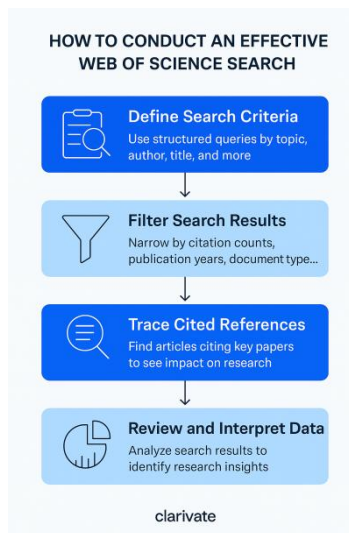 HOW TO CONDUCT AN EFFECTIVE
WEB OF SCIENCE SEARCH
Define Search Criteria
Use structured queries by topic,
author, title, and more
Filter Search Results
Narrow by citation counts,
publication years, document type...
Trace Cited References
Find articles citing key papers
to see impact on research
Review and Interpret Data
Analyze search results to
identify research insights
clarivate